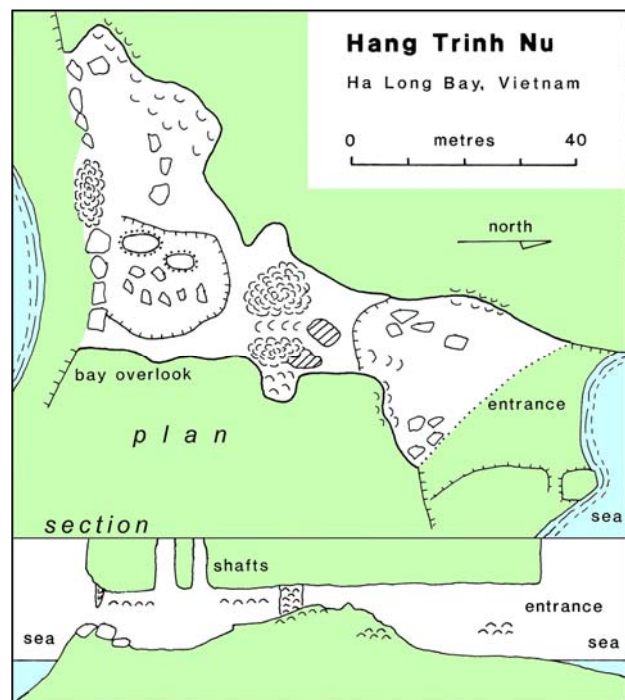 Hang Trinh Nu
Ha Long Bay, Vietnam
0 metres 40
north
bay overlook
entrance
plan
sea
section
shafts
entrance
sea
sea